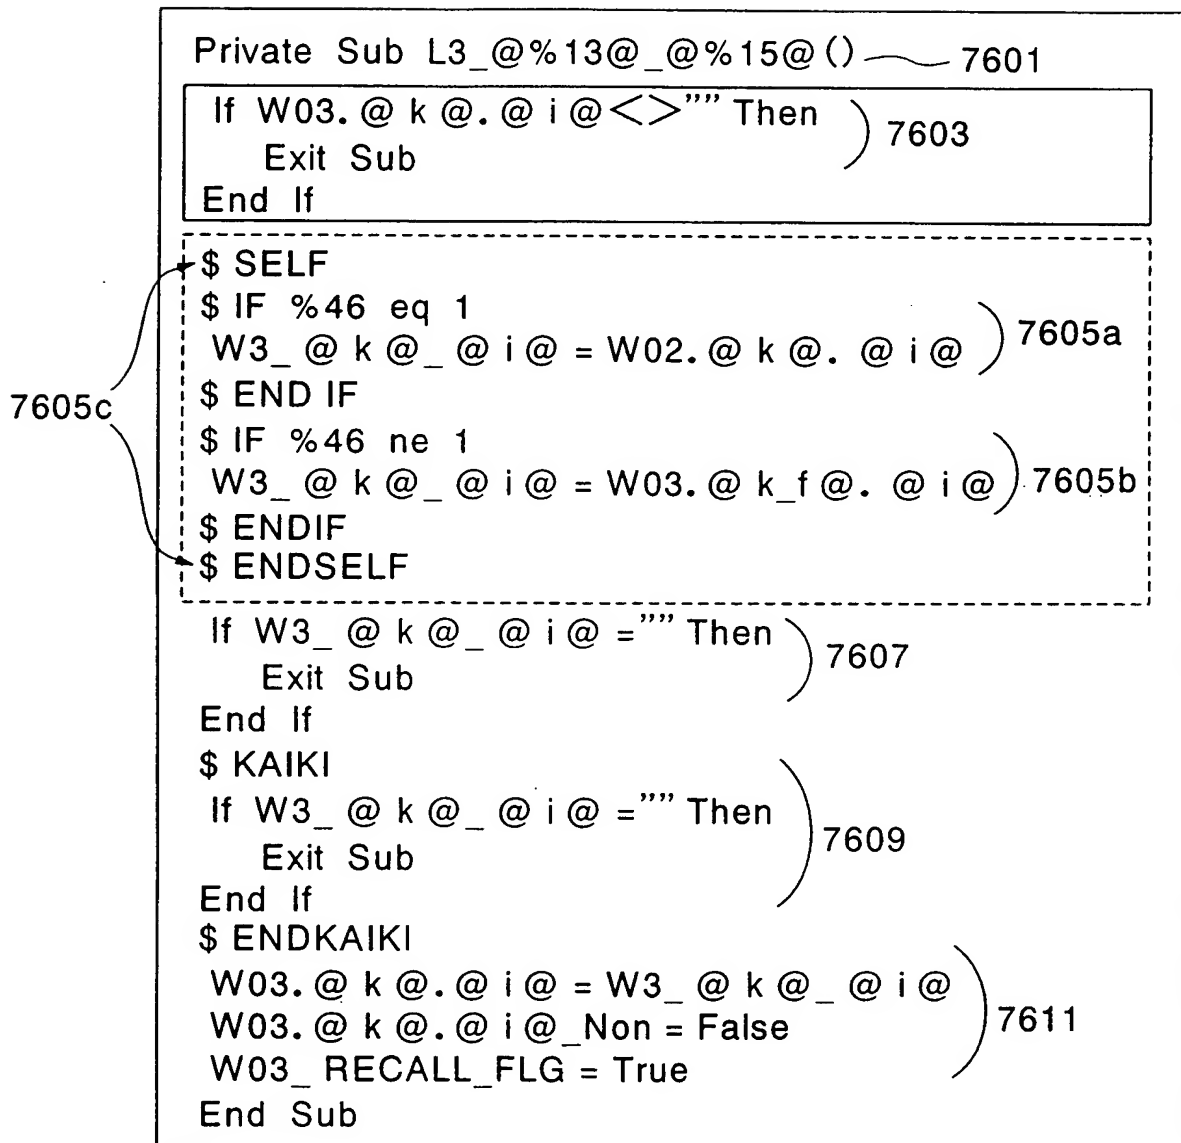 Private Sub L3_@%13@_@%15@() 7601
If W03.@k@.@i@<>"" Then
7603
Exit Sub
End If
$ SELF
$ IF %46 eq 1
7605a
W3_@k@_@i@ = W02.@k@.@i@
$ END IF
7605c
$ IF %46 ne 1
W3_@k@_@i@ = W03.@k_f@.@i@ 7605b
$ ENDIF
$ ENDSELF
If W3_@k@_@i@ ="" Then
7607
Exit Sub
End If
$ KAIKI
If W3_@k@_@i@ ="" Then
7609
Exit Sub
End If
$ ENDKAIKI
W03.@k@.@i@ = W3_@k@_@i@
7611
W03.@k@.@i@_Non = False
W03_RECALL_FLG = True
End Sub